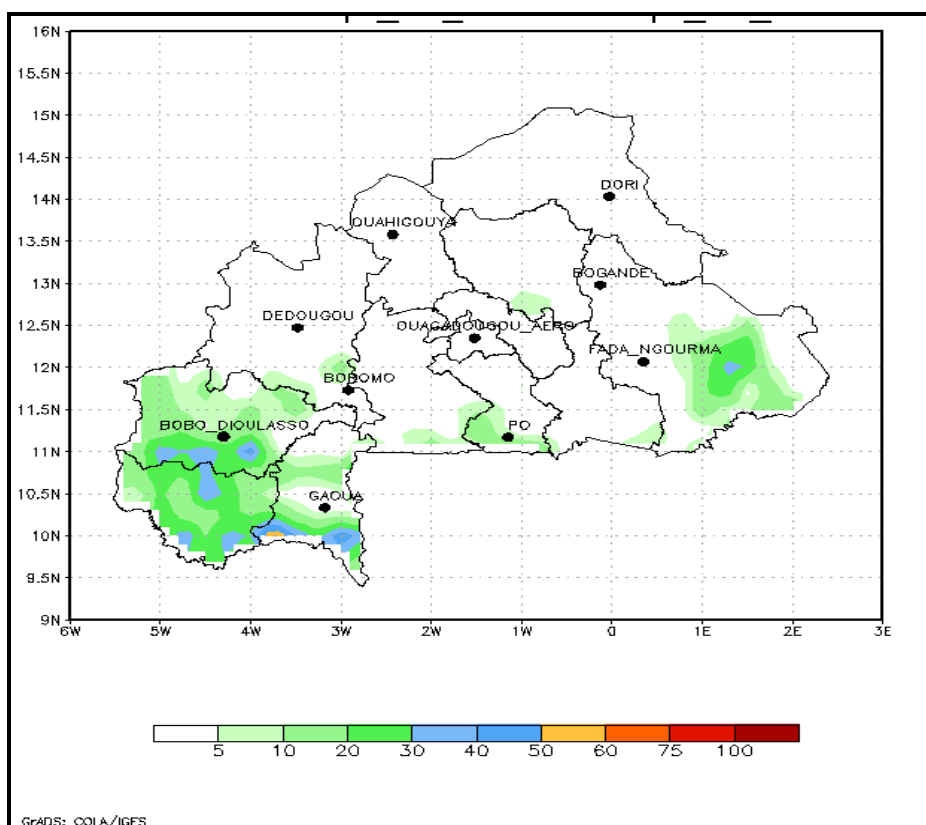 16N
15.5N
15N
14.5N
14N
13.5N
13N
12.5N
12N
11.5N
11N
10.5N
10N
9.5N
9N
DORI
OUAHIGOUYA
BOGANDE
DEDOUGOU
OUAGADOUGOU_AERO
FADA_NGOURMA
BOROMO
BOBO_DIOULASSO
PO
GAOUA
6W 5W 4W 3W 2W 1W 0 1E 2E 3E
5 10 20 30 40 50 60 75 100
GrADS: COLA/IGES